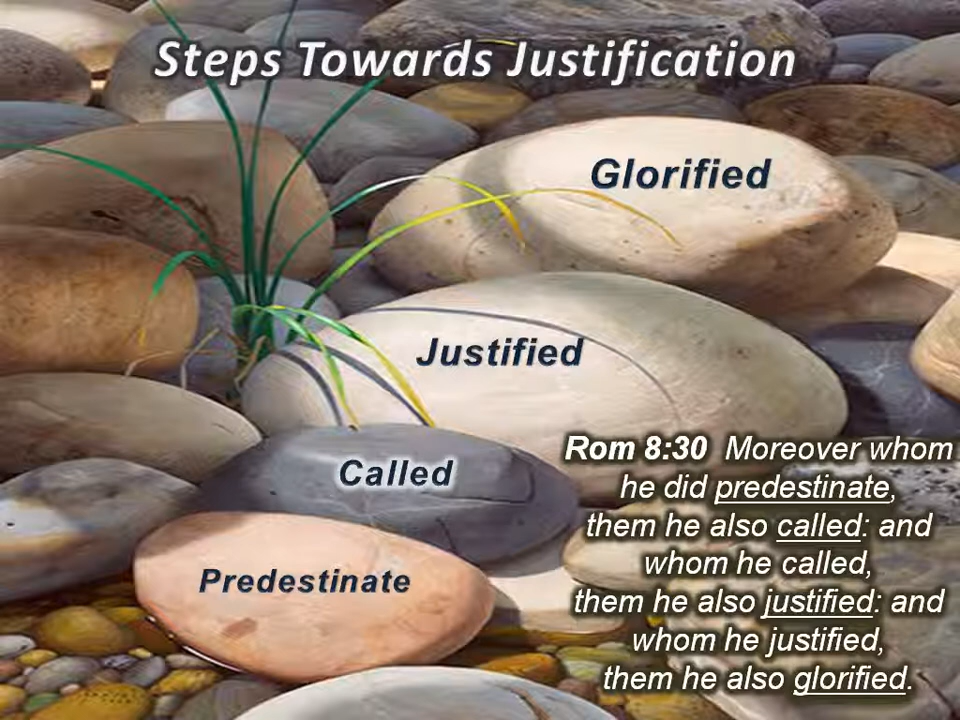 Steps Towards Justification
Glorified
Justified
Called
Predestinate
Rom 8:30  Moreover whom
he did predestinate,
them he also called: and
whom he called,
them he also justified: and
whom he justified,
them he also glorified.